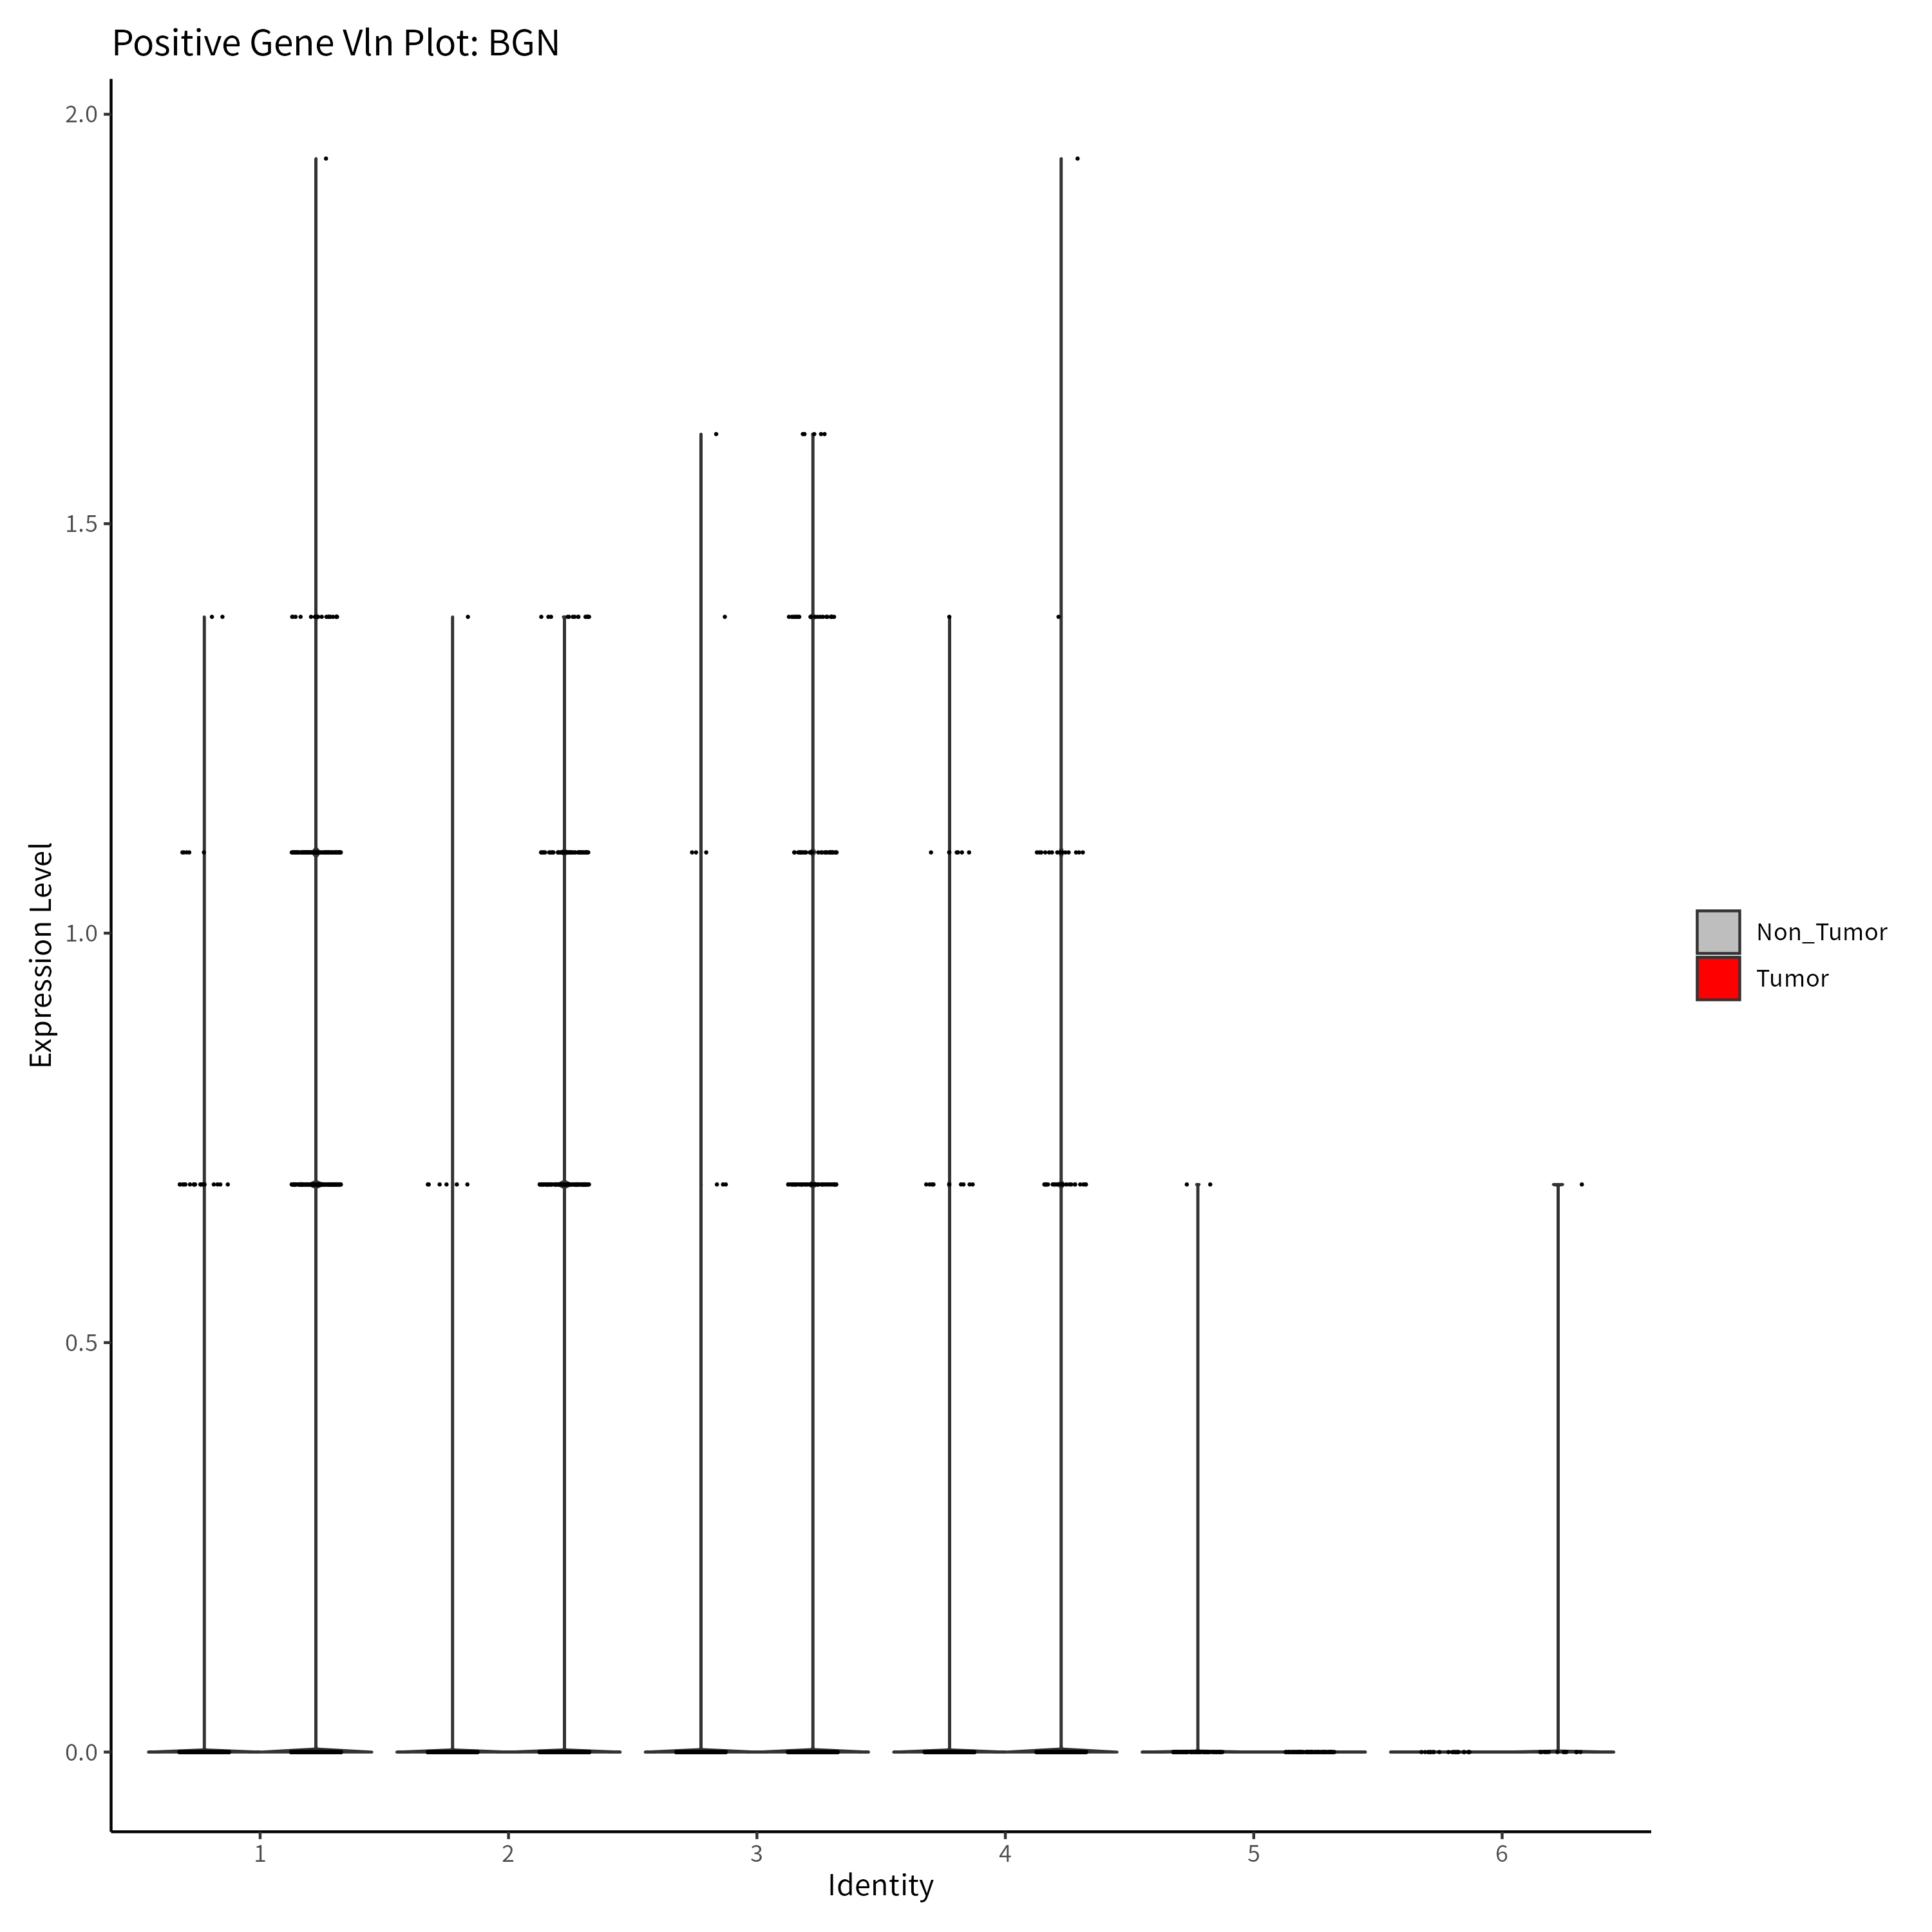 Positive Gene Vln Plot: BGN
2.0
1.5
1.0
0.5
0.0
Expression Level
1 2 3 4 5 6
Identity
Non_Tumor
Tumor